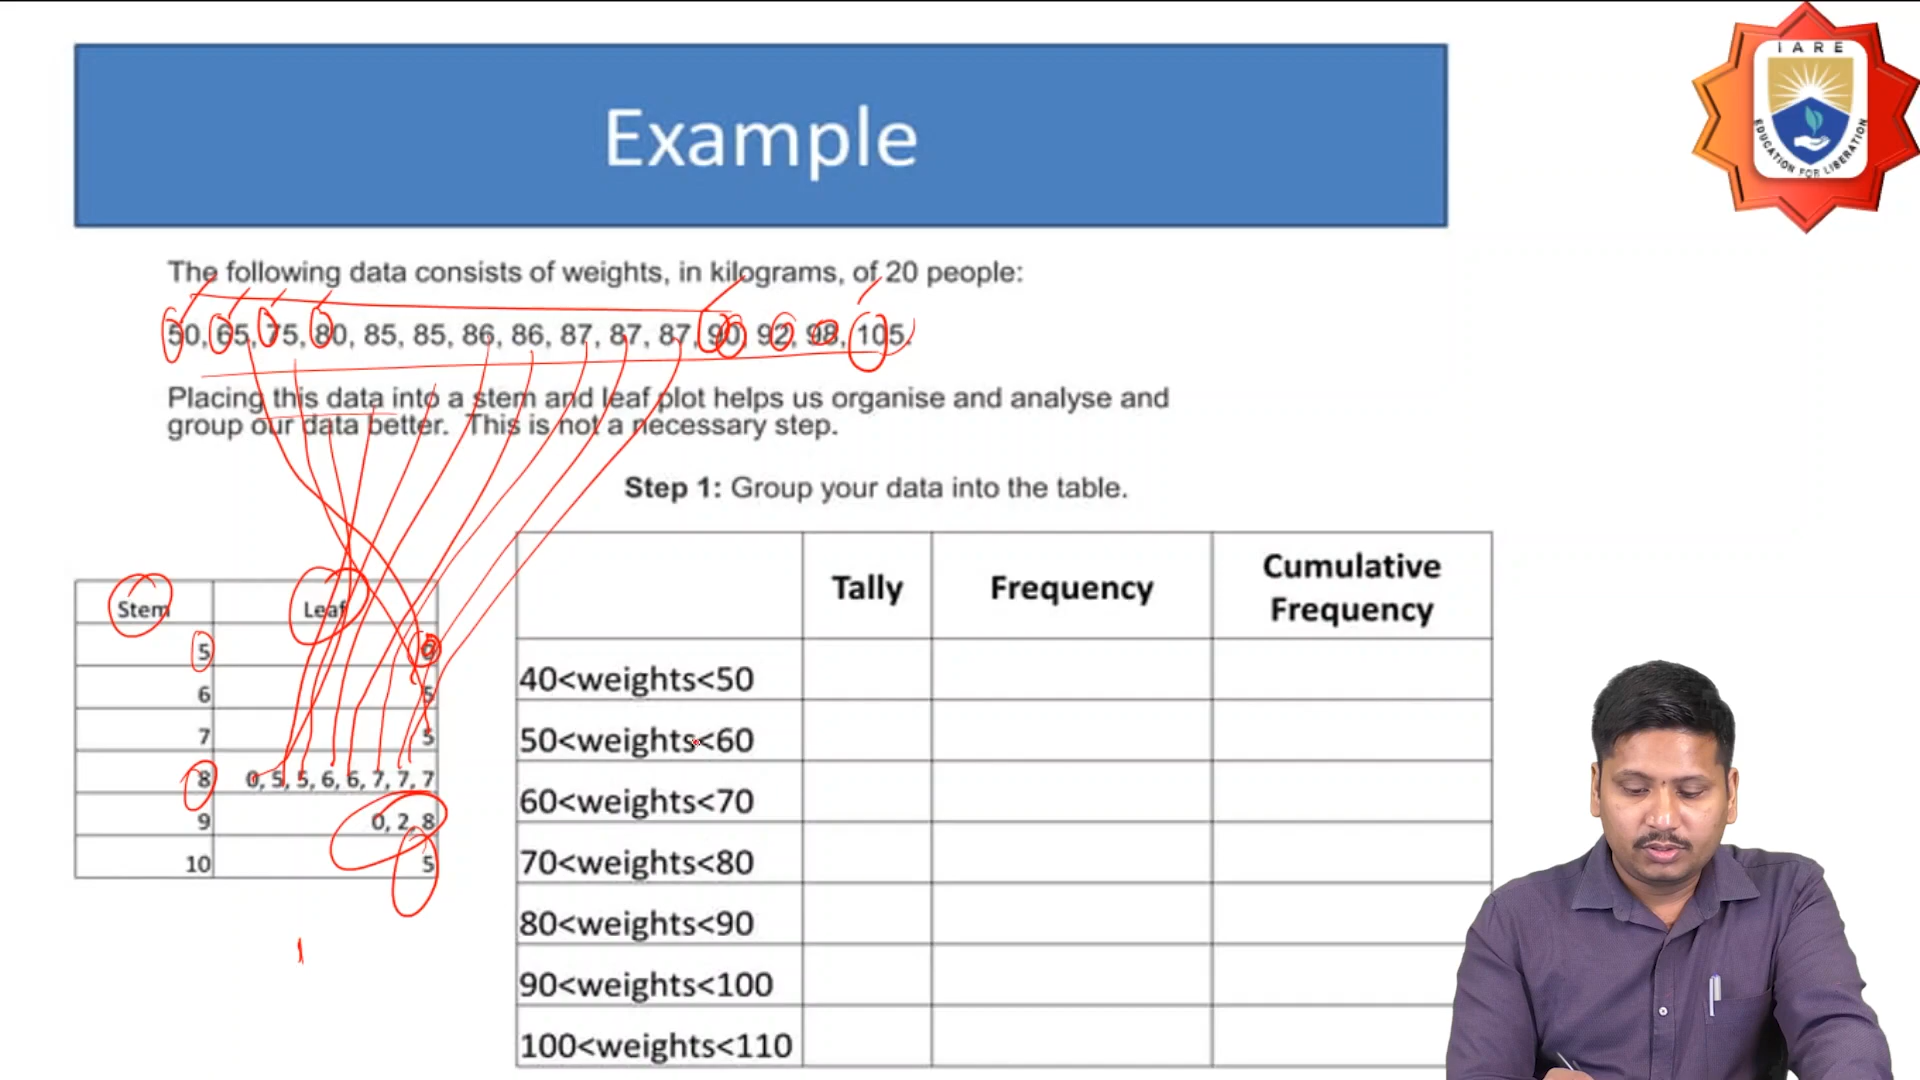 IARE
EDUCATION FOR LIBERATION
Example
The following data consists of weights, in kilograms, of 20 people:
50, 65, 75, 80, 85, 85, 86, 86, 87, 87, 87, 90, 92, 98, 105.
Placing this data into a stem and leaf plot helps us organise and analyse and
group our data better. This is not a necessary step.
Step 1: Group your data into the table.
Stem Leaf
5 0
6 5
7 5
8 0, 5, 5, 6, 6, 7, 7, 7
9 0, 2, 8
10 5
Tally Frequency Cumulative
Frequency
40<weights<50
50<weights<60
60<weights<70
70<weights<80
80<weights<90
90<weights<100
100<weights<110